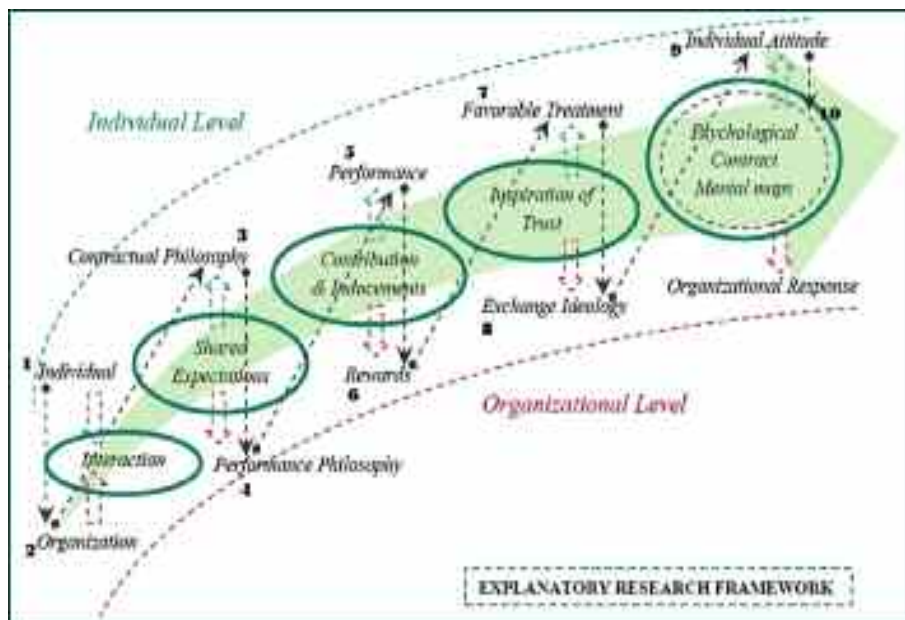 9 Individual Attitude
7
Favorable Treatment
10
Individual Level
Psychological
Contract
Mental maps
5
Performance
Inspiration of
Trust
3
Contractual Philosophy
Contribution
& Inducements
Organizational Response
Exchange Ideology
8
Shared
Expectations
1 Individual
Rewards
6
Organizational Level
Interaction
Performance Philosophy
4
2 Organization
EXPLANATORY RESEARCH FRAMEWORK